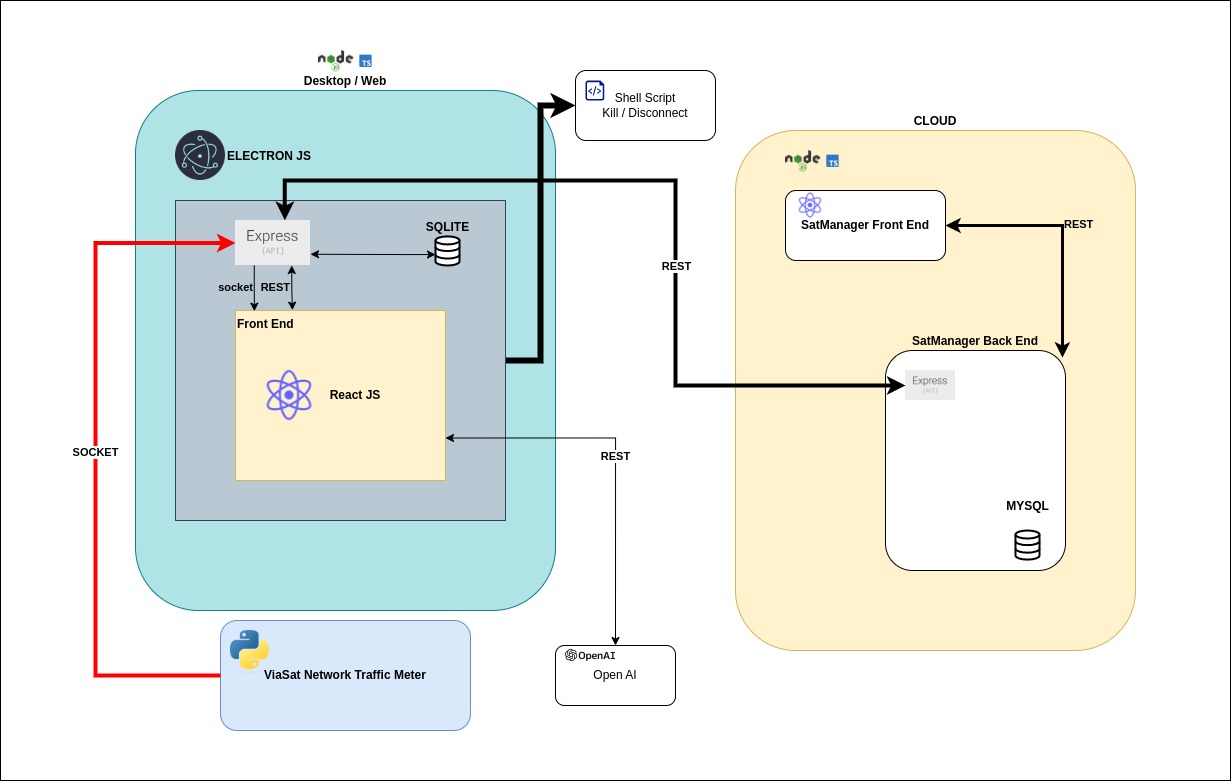 node
JS
TS
Desktop / Web
ELECTRON JS
Express
{API}
SQLITE
socket
REST
Front End
React JS
SOCKET
ViaSat Network Traffic Meter
Shell Script
Kill / Disconnect
REST
REST
OpenAI
Open AI
CLOUD
node
JS
TS
SatManager Front End
REST
SatManager Back End
Express
{API}
MYSQL